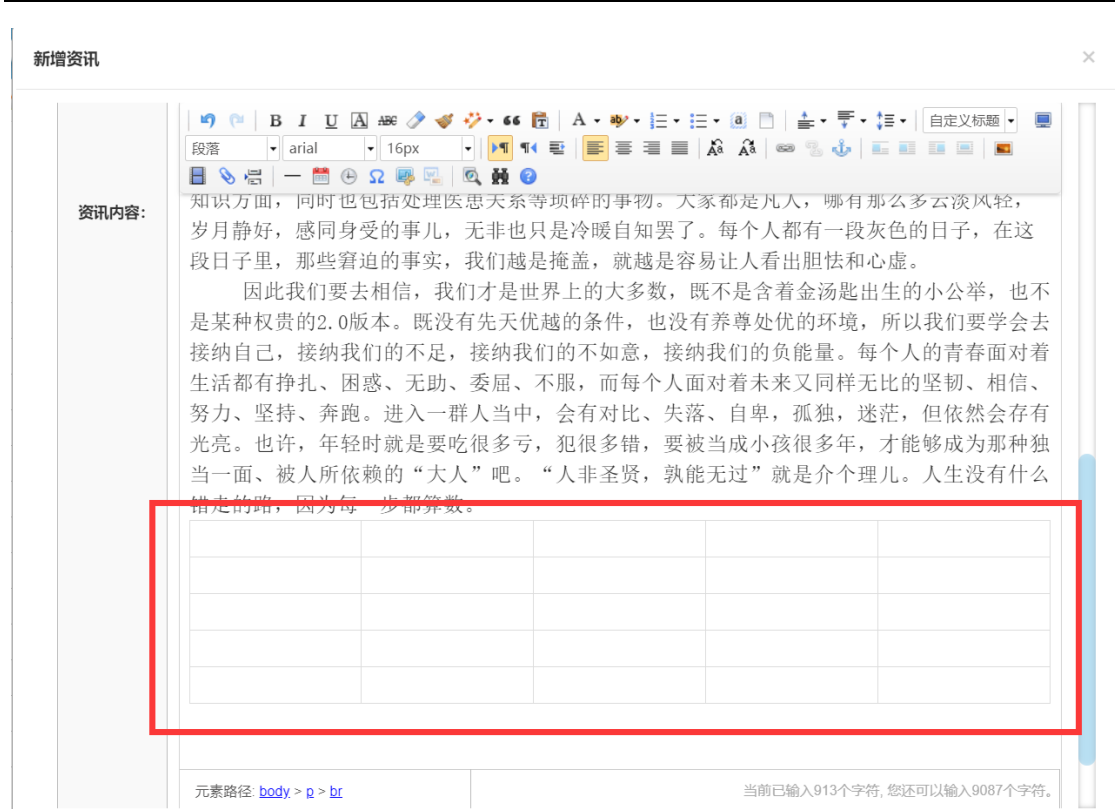 新增资讯
×
B I U A ABC A a 自定义标题
段落 arial 16px
资讯内容:
知识方面，同时也包括处理医患关系等琐碎的事物。大家都是凡人，哪有那么多云淡风轻，
岁月静好，感同身受的事儿，无非也只是冷暖自知罢了。每个人都有一段灰色的日子，在这
段日子里，那些窘迫的事实，我们越是掩盖，就越是容易让人看出胆怯和心虚。
因此我们要去相信，我们才是世界上的大多数，既不是含着金汤匙出生的小公举，也不
是某种权贵的2.0版本。既没有先天优越的条件，也没有养尊处优的环境，所以我们要学会去
接纳自己，接纳我们的不足，接纳我们的不如意，接纳我们的负能量。每个人的青春面对着
生活都有挣扎、困惑、无助、委屈、不服，而每个人面对着未来又同样无比的坚韧、相信、
努力、坚持、奔跑。进入一群人当中，会有对比、失落、自卑，孤独，迷茫，但依然会存有
光亮。也许，年轻时就是要吃很多亏，犯很多错，要被当成小孩很多年，才能够成为那种独
当一面、被人所依赖的“大人”吧。“人非圣贤，孰能无过”就是介个理儿。人生没有什么
错走的路，因为每一步都算数。
元素路径: body > p > br
当前已输入913个字符, 您还可以输入9087个字符。